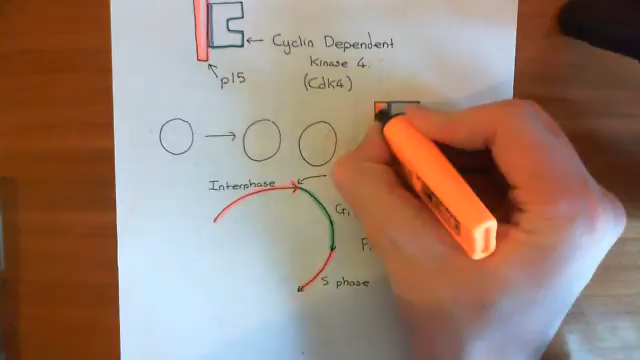 Cyclin Dependent
Kinase 4.
(Cdk4)
p15
Interphase
G1
S phase